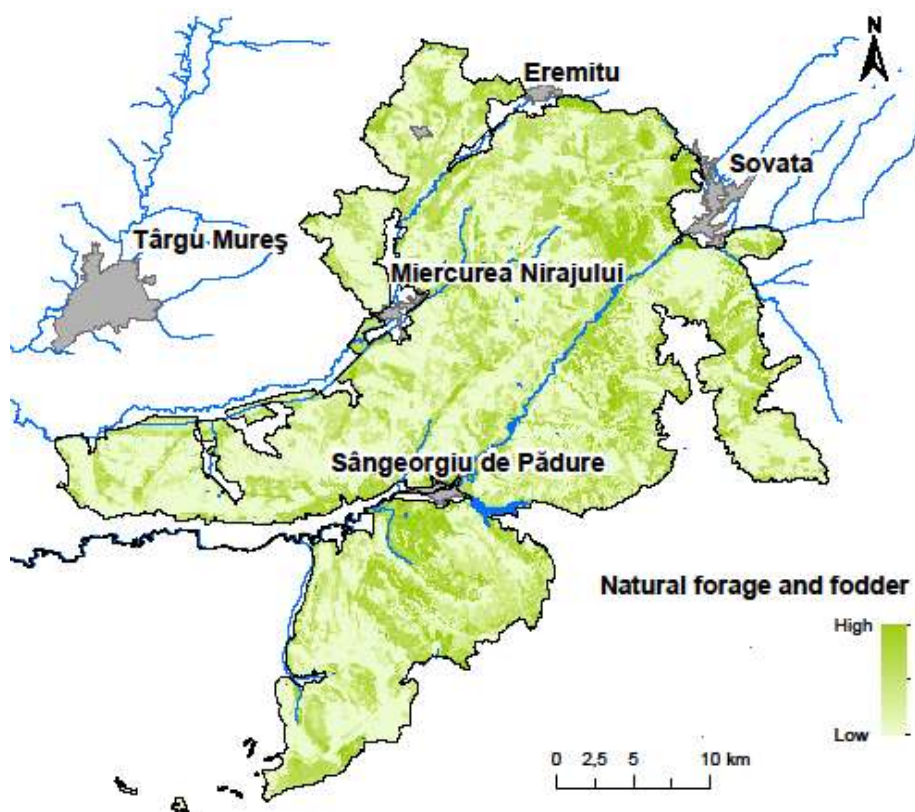 N
Eremitu
Sovata
Târgu Mureş
Miercurea Nirajului
Sângeorgiu de Pădure
Natural forage and fodder
High
Low
0 2,5 5 10 km